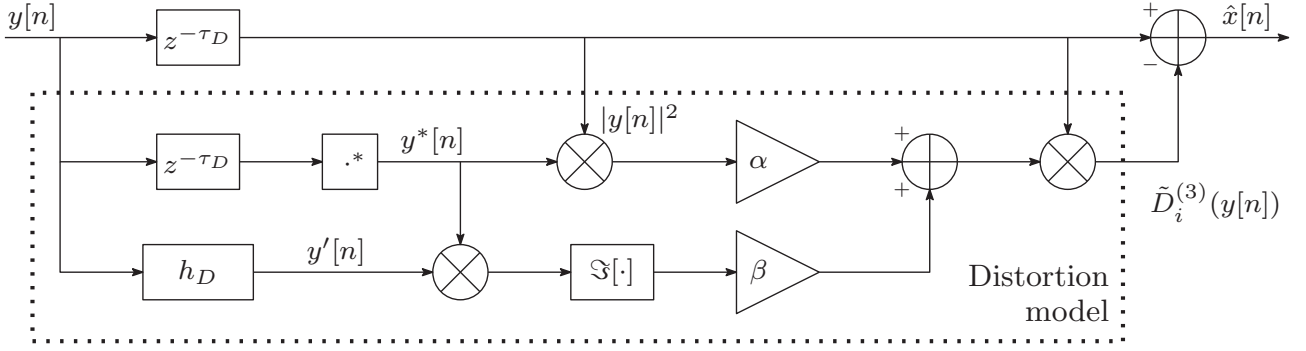 y[n]
z^{-τ_D}
+
x̂[n]
−
|y[n]|²
z^{-τ_D}
·*
y*[n]
α
+
+
D̃_i^{(3)}(y[n])
h_D
y′[n]
ℑ[·]
β
Distortion
model